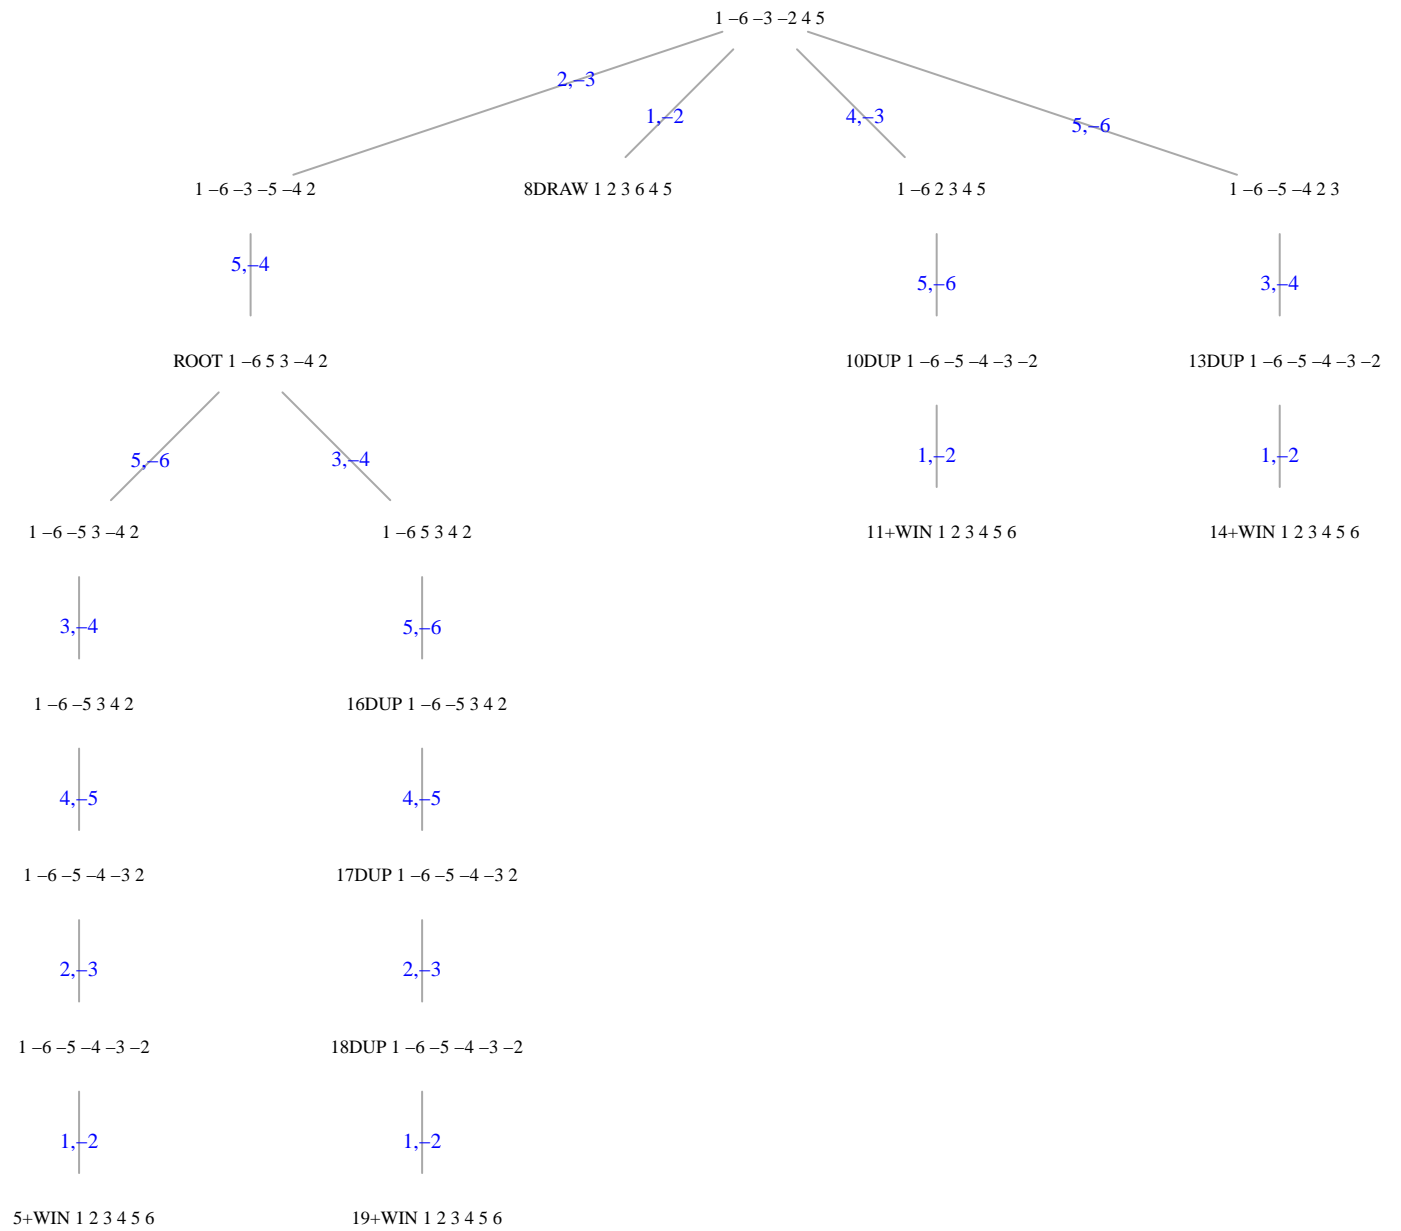 1 –6 –3 –2 4 5
2,–3
1,–2
4,–3
5,–6
1 –6 –3 –5 –4 2
8DRAW 1 2 3 6 4 5
1 –6 2 3 4 5
1 –6 –5 –4 2 3
5,–4
5,–6
3,–4
ROOT 1 –6 5 3 –4 2
10DUP 1 –6 –5 –4 –3 –2
13DUP 1 –6 –5 –4 –3 –2
5,–6
3,–4
1,–2
1,–2
1 –6 –5 3 –4 2
1 –6 5 3 4 2
11+WIN 1 2 3 4 5 6
14+WIN 1 2 3 4 5 6
3,–4
5,–6
1 –6 –5 3 4 2
16DUP 1 –6 –5 3 4 2
4,–5
4,–5
1 –6 –5 –4 –3 2
17DUP 1 –6 –5 –4 –3 2
2,–3
2,–3
1 –6 –5 –4 –3 –2
18DUP 1 –6 –5 –4 –3 –2
1,–2
1,–2
5+WIN 1 2 3 4 5 6
19+WIN 1 2 3 4 5 6